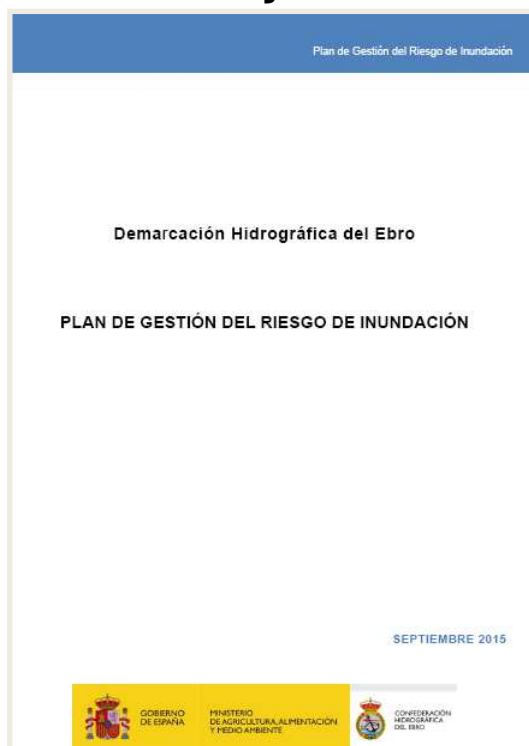 Plan de Gestión del Riesgo de Inundación
Demarcación Hidrográfica del Ebro
PLAN DE GESTIÓN DEL RIESGO DE INUNDACIÓN
SEPTIEMBRE 2015
GOBIERNO
DE ESPAÑA
MINISTERIO
DE AGRICULTURA, ALIMENTACIÓN
Y MEDIO AMBIENTE
CONFEDERACIÓN
HIDROGRÁFICA
DEL EBRO